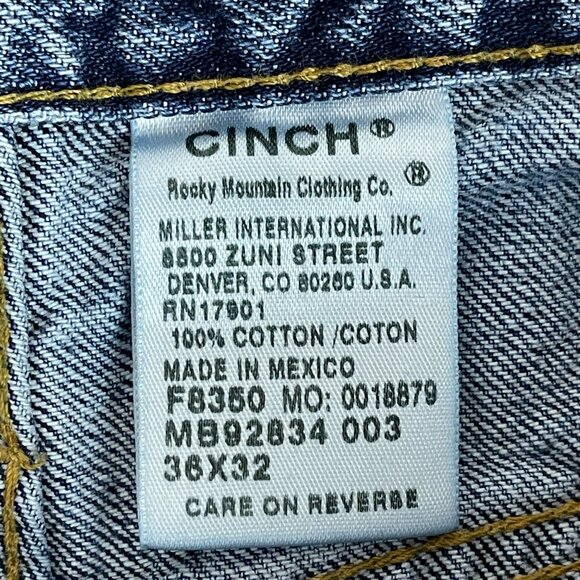 CINCH®
Rocky Mountain Clothing Co. ®
MILLER INTERNATIONAL INC.
8500 ZUNI STREET
DENVER, CO 80260 U.S.A.
RN17901
100% COTTON /COTON
MADE IN MEXICO
F8350 MO: 0018879
MB92834 003
36X32
CARE ON REVERSE